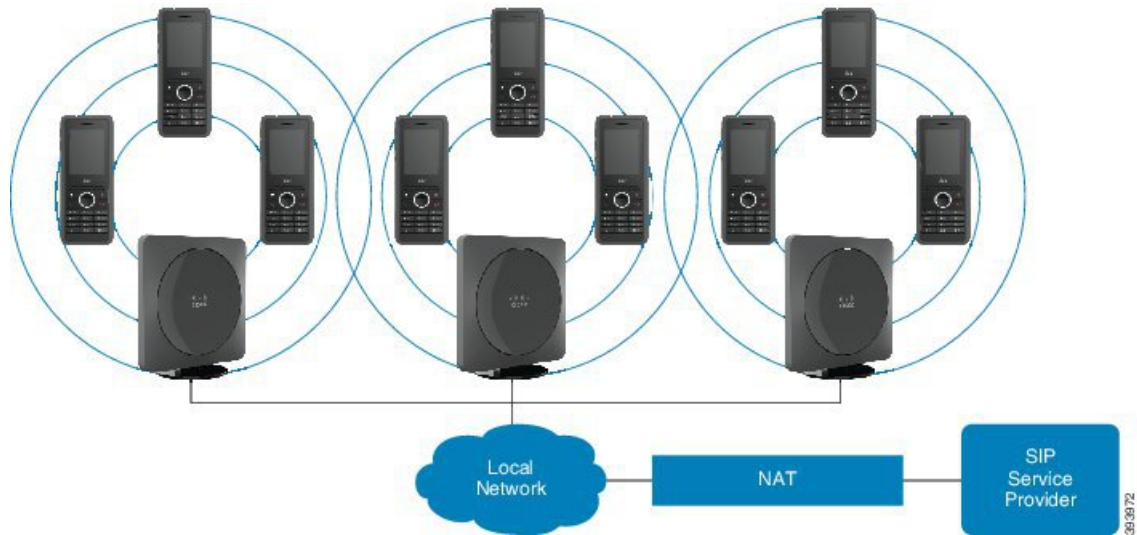 Local
Network
NAT
SIP
Service
Provider
393972